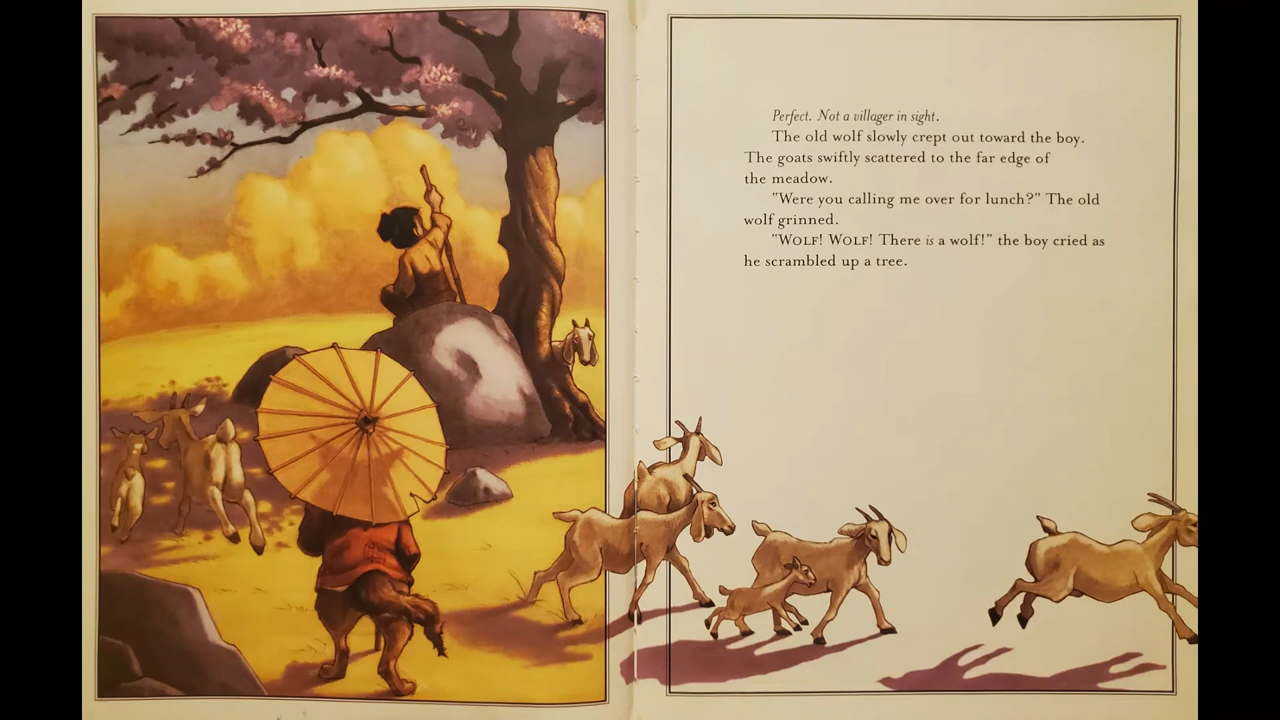 Perfect. Not a villager in sight.
The old wolf slowly crept out toward the boy.
The goats swiftly scattered to the far edge of
the meadow.
"Were you calling me over for lunch?" The old
wolf grinned.
"WOLF! WOLF! There is a wolf!" the boy cried as
he scrambled up a tree.